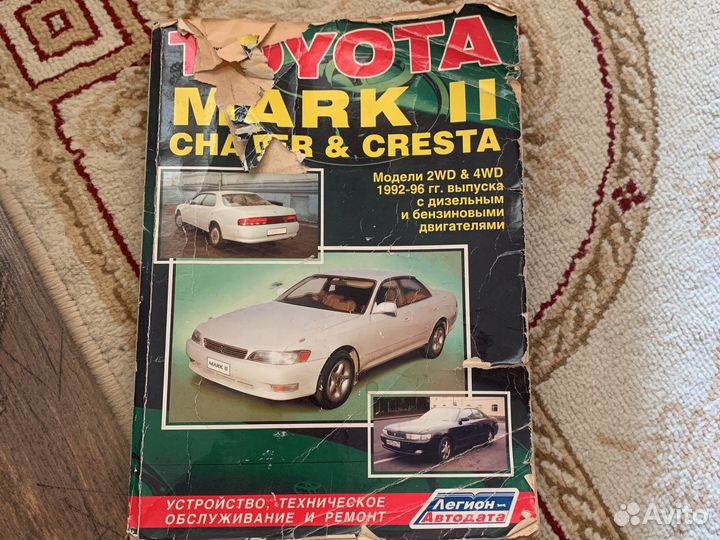 TOYOTA
MARK II
CHASER & CRESTA
Модели 2WD & 4WD
1992-96 гг. выпуска
с дизельным
и бензиновыми
двигателями
MARK II
УСТРОЙСТВО, ТЕХНИЧЕСКОЕ
ОБСЛУЖИВАНИЕ И РЕМОНТ
Легион-
Автодата
Avito